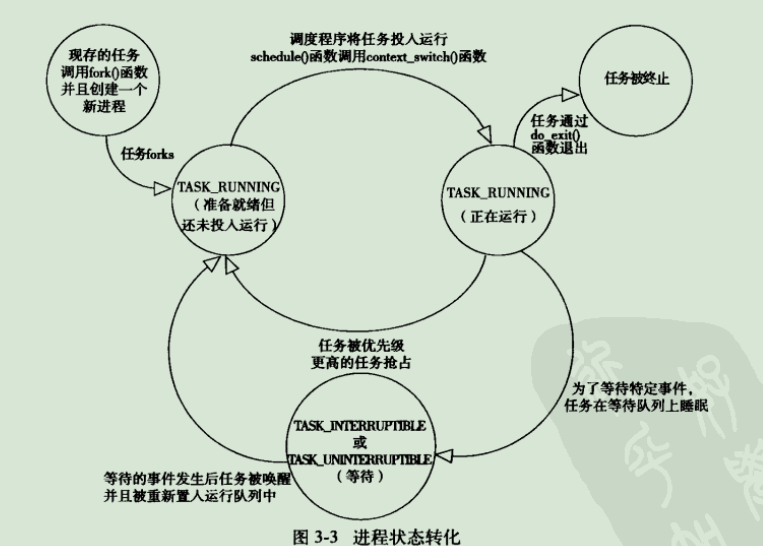 现存的任务
调用fork()函数
并且创建一个
新进程
调度程序将任务投入运行
schedule()函数调用context_switch()函数
任务被终止
任务通过
do_exit()
函数退出
任务forks
TASK_RUNNING
（准备就绪但
还未投入运行）
TASK_RUNNING
（正在运行）
任务被优先级
更高的任务抢占
为了等待特定事件，
任务在等待队列上睡眠
TASK_INTERRUPTIBLE
或
TASK_UNINTERRUPTIBLE
（等待）
等待的事件发生后任务被唤醒
并且被重新置入运行队列中
图 3-3 进程状态转化